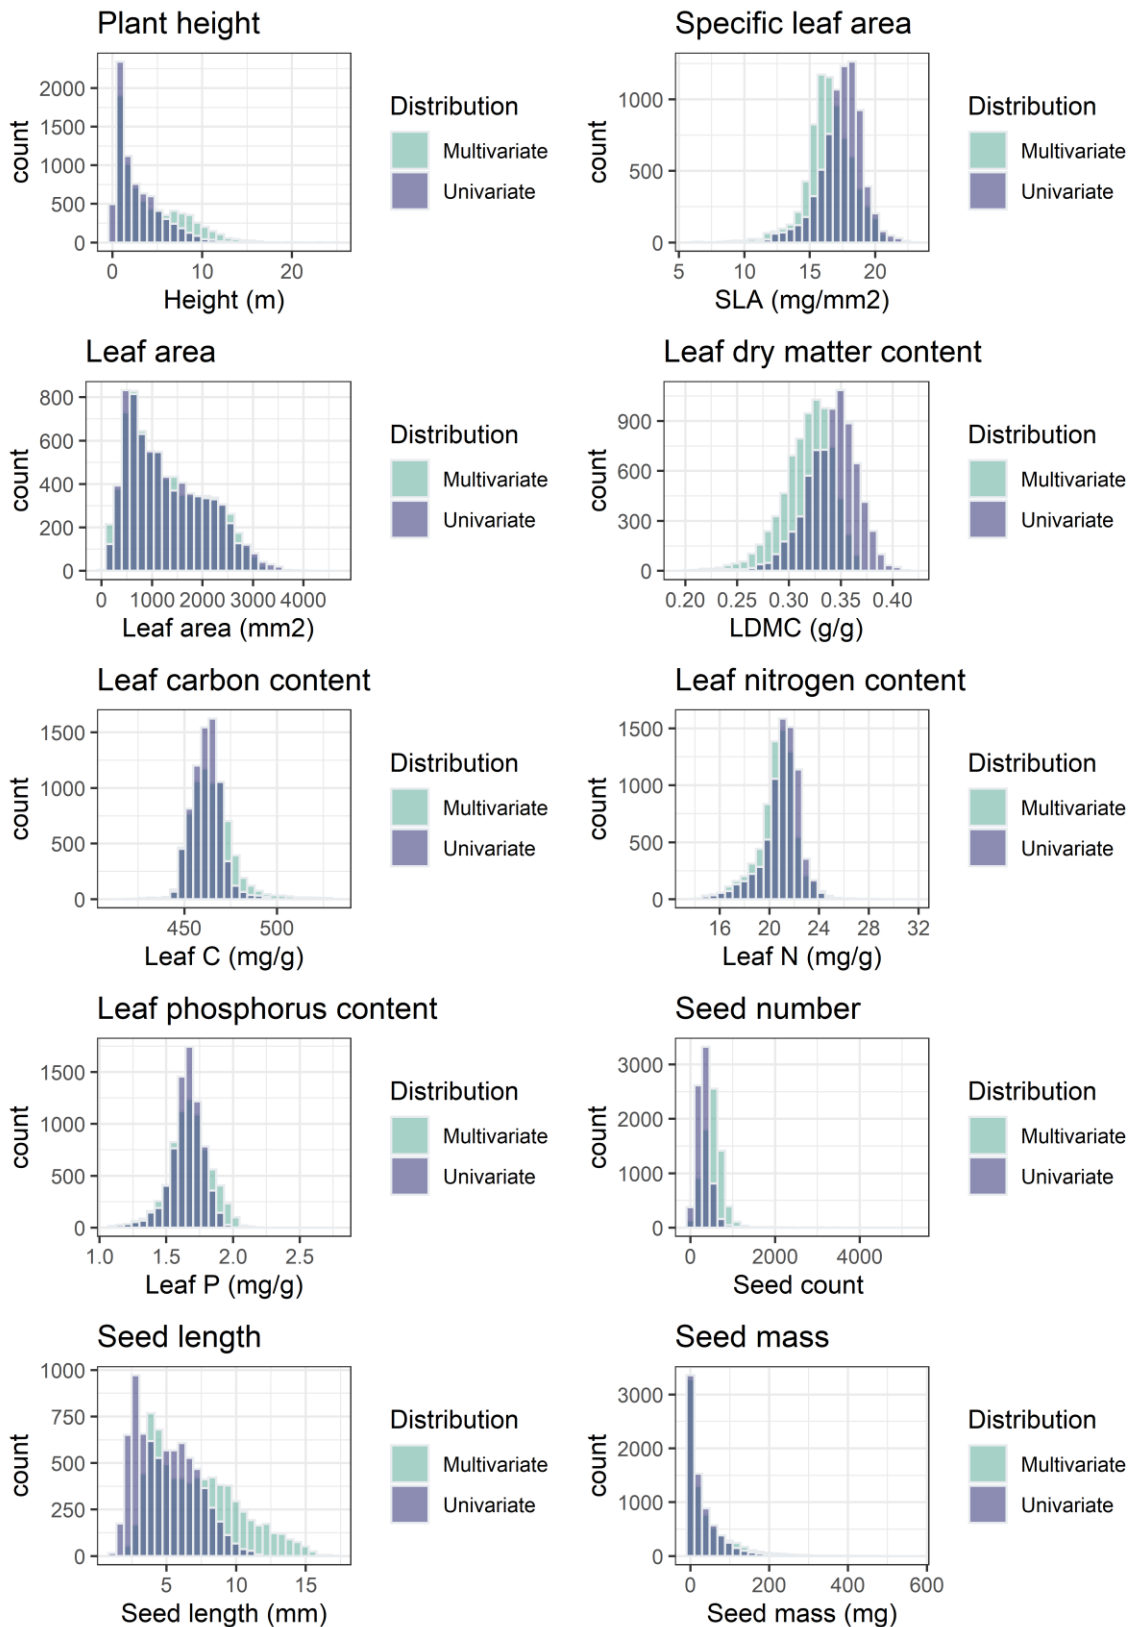 Plant height
2000
1500
1000
500
0
count
0 10 20
Height (m)
Distribution
Multivariate
Univariate
Specific leaf area
1000
500
0
count
5 10 15 20
SLA (mg/mm2)
Distribution
Multivariate
Univariate
Leaf area
800
600
400
200
0
count
0 1000 2000 3000 4000
Leaf area (mm2)
Distribution
Multivariate
Univariate
Leaf dry matter content
900
600
300
0
count
0.20 0.25 0.30 0.35 0.40
LDMC (g/g)
Distribution
Multivariate
Univariate
Leaf carbon content
1500
1000
500
0
count
450 500
Leaf C (mg/g)
Distribution
Multivariate
Univariate
Leaf nitrogen content
1500
1000
500
0
count
16 20 24 28 32
Leaf N (mg/g)
Distribution
Multivariate
Univariate
Leaf phosphorus content
1500
1000
500
0
count
1.0 1.5 2.0 2.5
Leaf P (mg/g)
Distribution
Multivariate
Univariate
Seed number
3000
2000
1000
0
count
0 2000 4000
Seed count
Distribution
Multivariate
Univariate
Seed length
1000
750
500
250
0
count
5 10 15
Seed length (mm)
Distribution
Multivariate
Univariate
Seed mass
3000
2000
1000
0
count
0 200 400 600
Seed mass (mg)
Distribution
Multivariate
Univariate